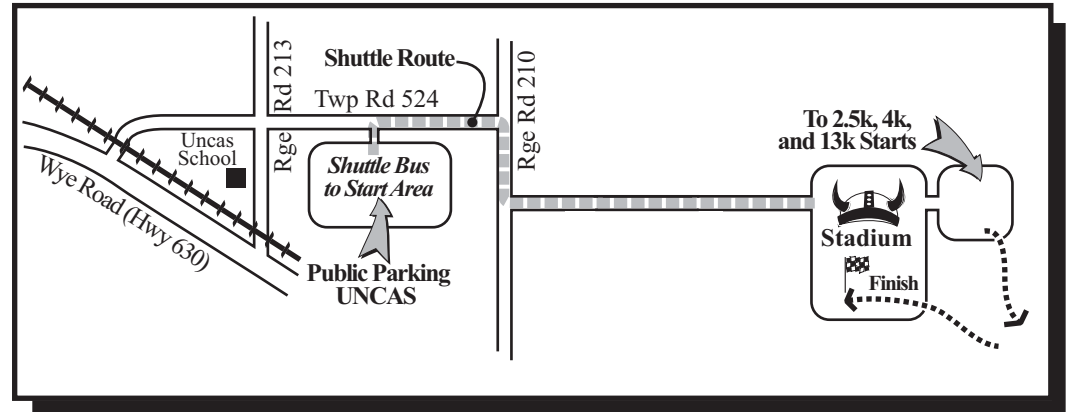 Shuttle Route
Twp Rd 524
Rge Rd 213
Rge Rd 210
Uncas
School
Shuttle Bus
to Start Area
Wye Road (Hwy 630)
Public Parking
UNCAS
To 2.5k, 4k,
and 13k Starts
Stadium
Finish